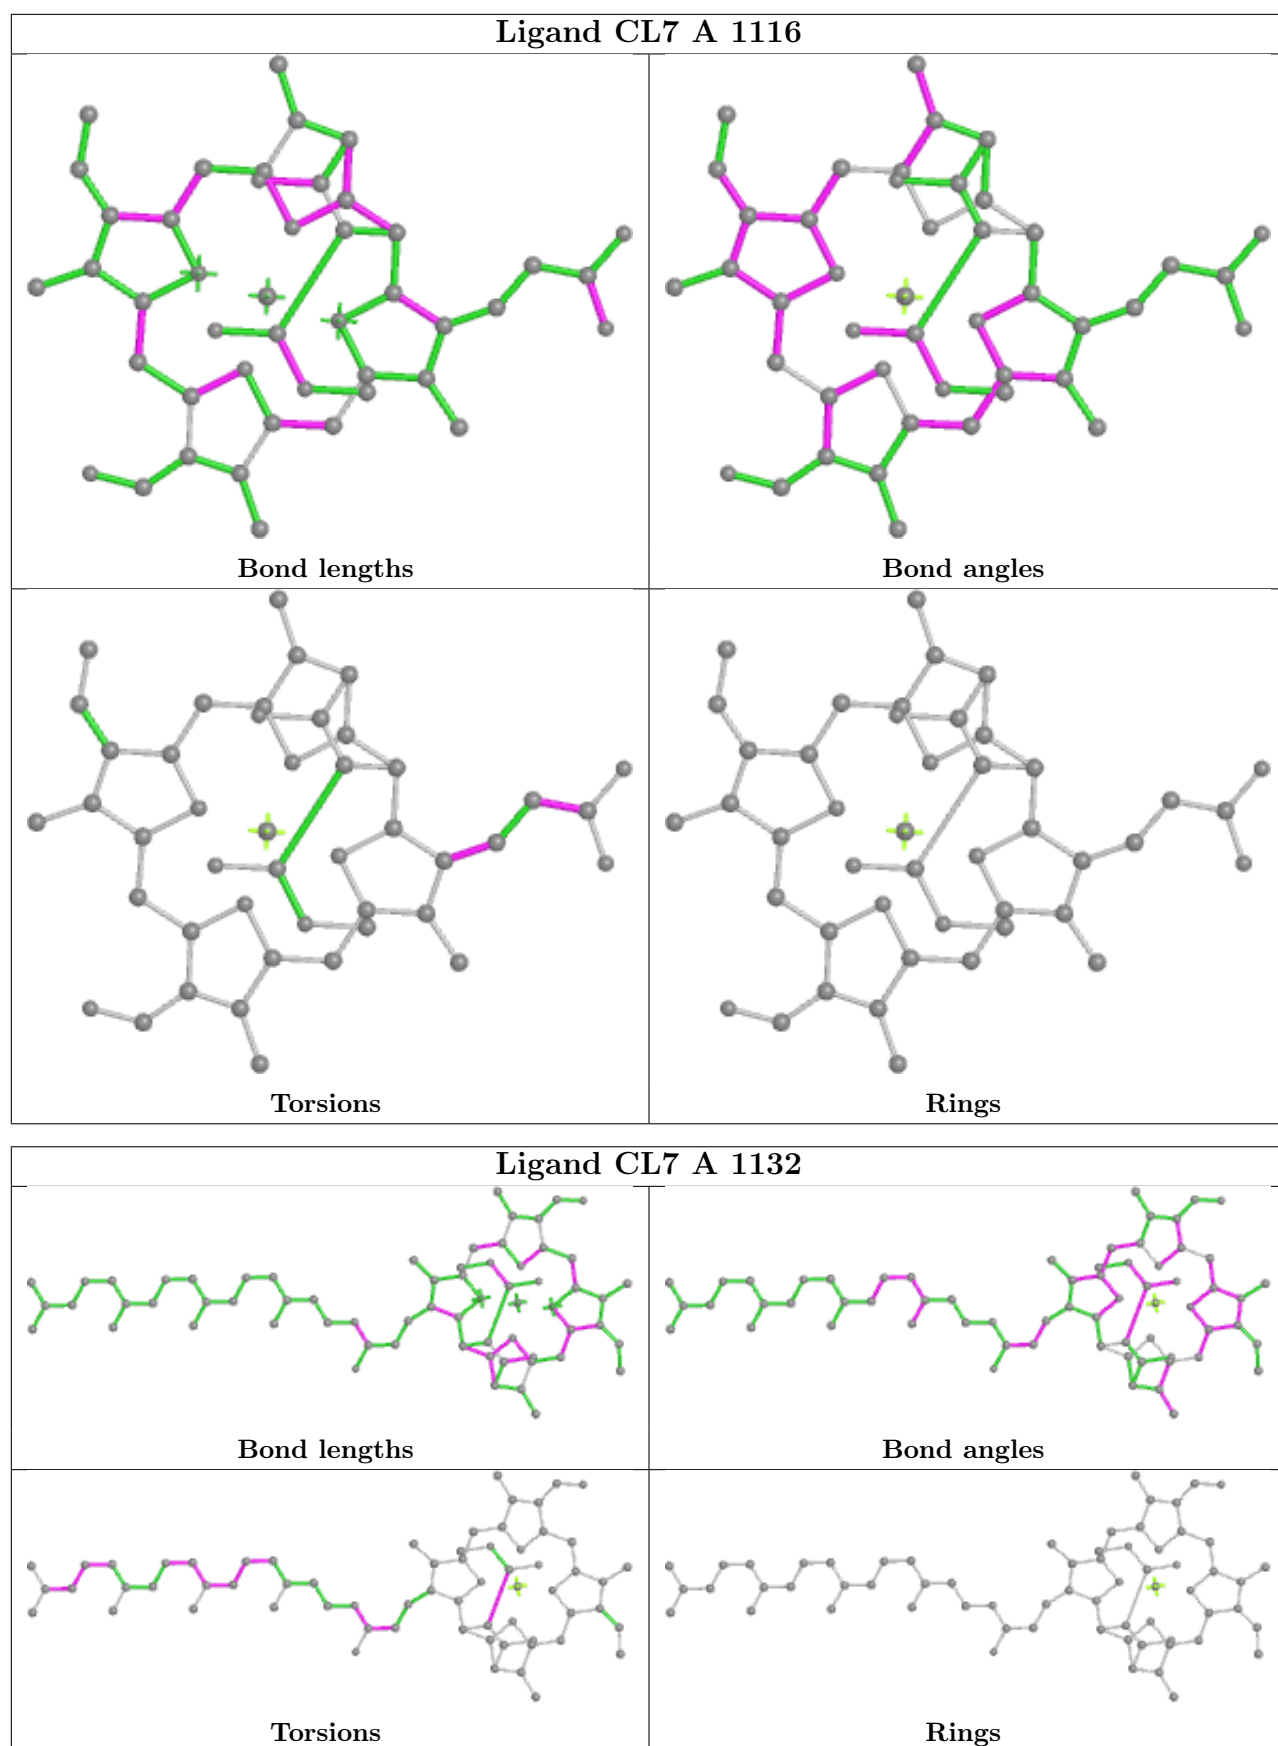 Ligand CL7 A 1116
Bond lengths
Bond angles
Torsions
Rings
Ligand CL7 A 1132
Bond lengths
Bond angles
Torsions
Rings